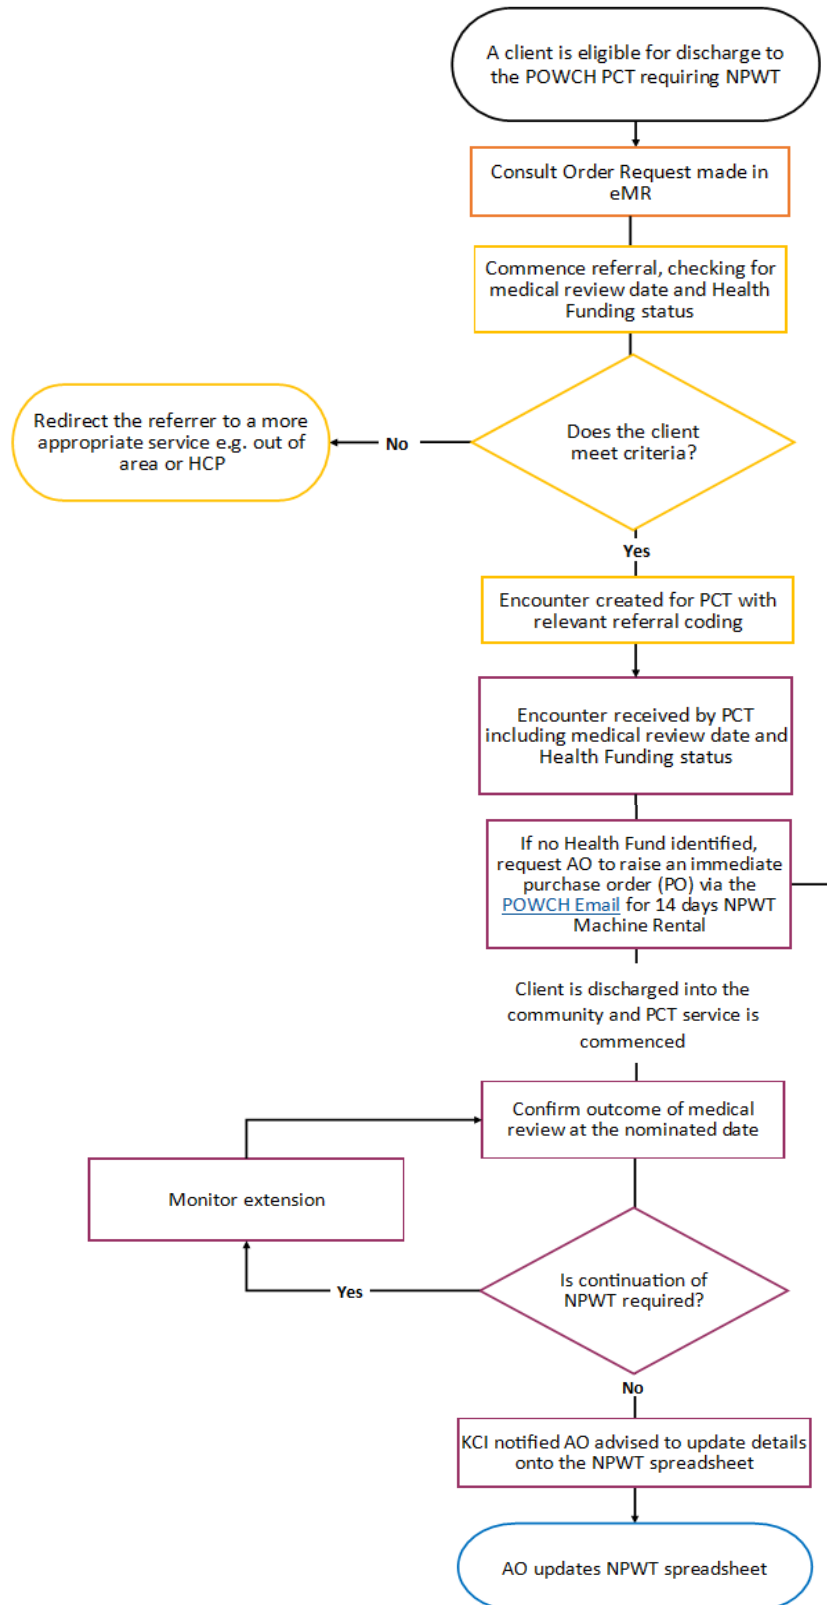 A client is eligible for discharge to
the POWCH PCT requiring NPWT
Consult Order Request made in
eMR
Commence referral, checking for
medical review date and Health
Funding status
Does the client
meet criteria?
No
Redirect the referrer to a more
appropriate service e.g. out of
area or HCP
Yes
Encounter created for PCT with
relevant referral coding
Encounter received by PCT
including medical review date and
Health Funding status
If no Health Fund identified,
request AO to raise an immediate
purchase order (PO) via the
POWCH Email for 14 days NPWT
Machine Rental
Client is discharged into the
community and PCT service is
commenced
Confirm outcome of medical
review at the nominated date
Monitor extension
Is continuation of
NPWT required?
Yes
No
KCI notified AO advised to update details
onto the NPWT spreadsheet
AO updates NPWT spreadsheet